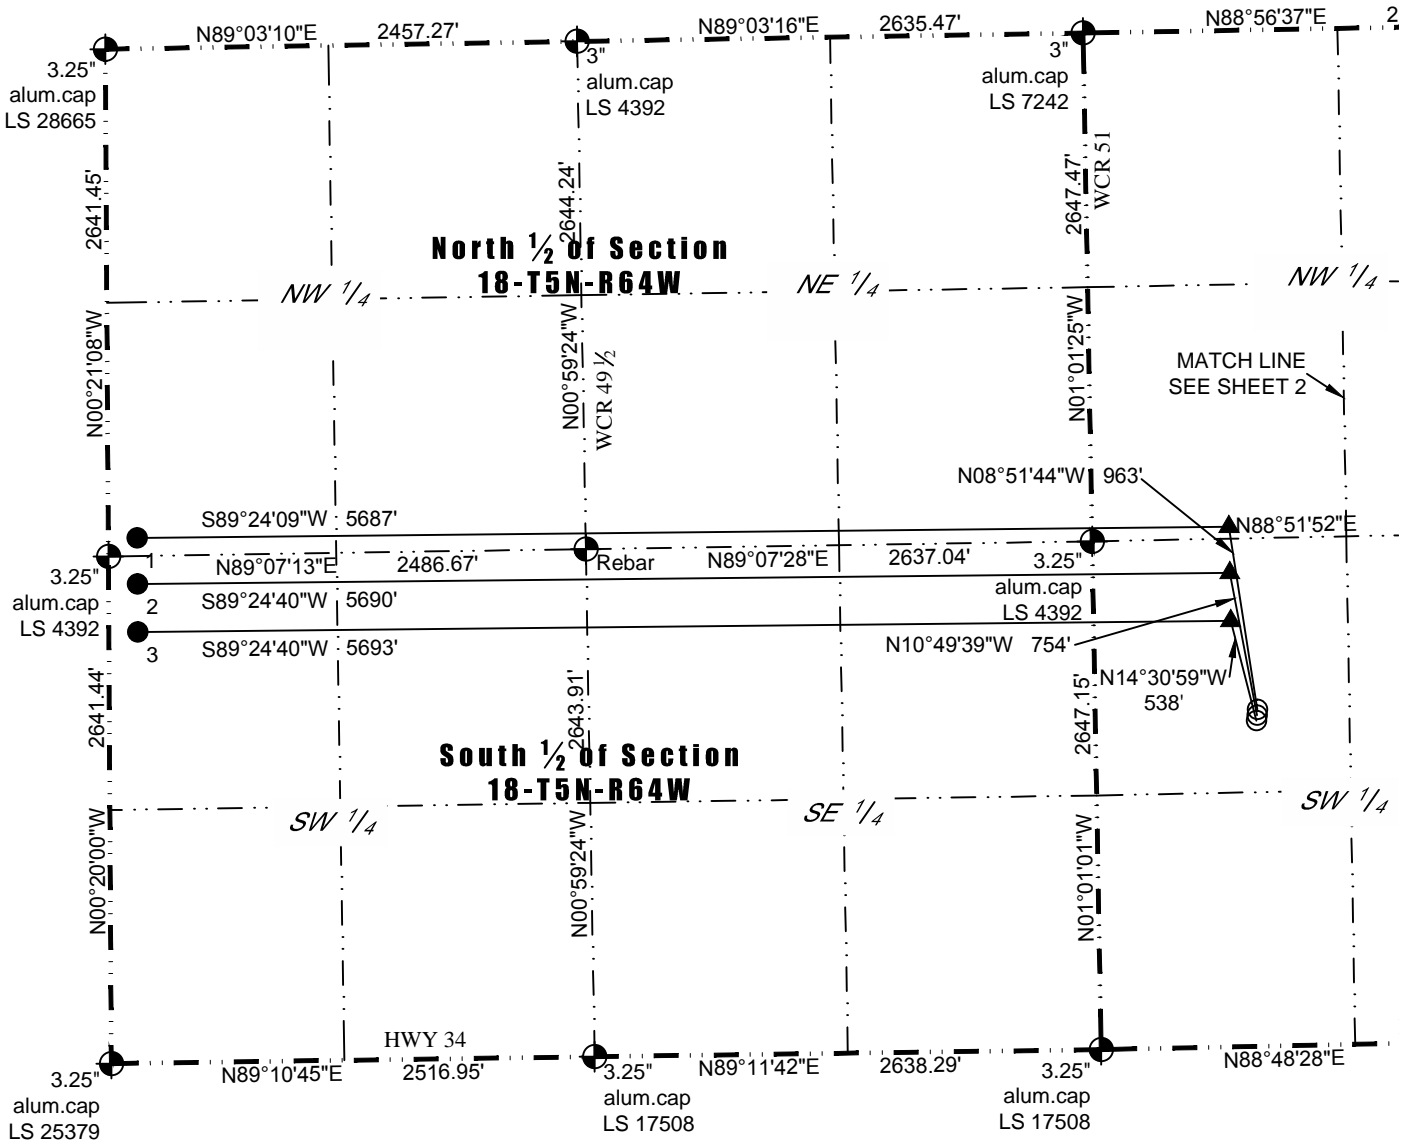 N89°03'10"E 2457.27'
N89°03'16"E 2635.47'
N88°56'37"E 2
3.25"
alum.cap
LS 28665
3"
alum.cap
LS 4392
3"
alum.cap
LS 7242
2641.45'
2644.24'
2647.47'
WCR 51
North ½ of Section
18-T5N-R64W
NW 1/4
NE 1/4
NW 1/4
N00°21'08"W
N00°59'24"W
WCR 49 ½
N01°01'25"W
MATCH LINE
SEE SHEET 2
N08°51'44"W 963'
S89°24'09"W 5687'
N88°51'52"E
1
N89°07'13"E 2486.67'
Rebar
N89°07'28"E 2637.04'
3.25"
alum.cap
LS 4392
3.25"
alum.cap
LS 4392
2
S89°24'40"W 5690'
3
S89°24'40"W 5693'
N10°49'39"W 754'
N14°30'59"W
538'
2641.44'
2643.91'
2647.15'
South ½ of Section
18-T5N-R64W
SW 1/4
SE 1/4
SW 1/4
N00°20'00"W
N00°59'24"W
N01°01'01"W
HWY 34
N89°10'45"E 2516.95'
N89°11'42"E 2638.29'
N88°48'28"E
3.25"
alum.cap
LS 25379
3.25"
alum.cap
LS 17508
3.25"
alum.cap
LS 17508